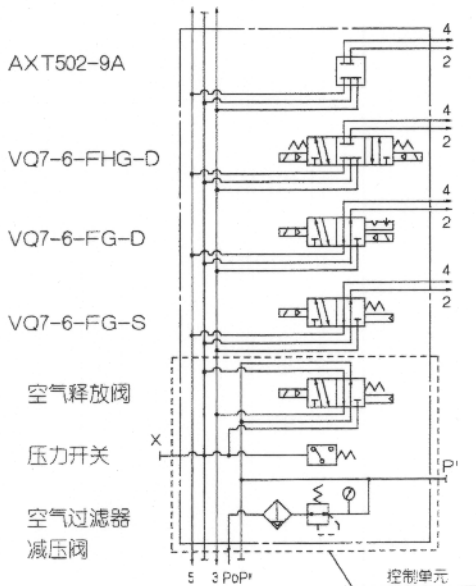 4
AXT502-9A
2
4
VQ7-6-FHG-D
2
4
VQ7-6-FG-D
2
4
VQ7-6-FG-S
2
空气释放阀
X
压力开关
P'
空气过滤器
减压阀
5 3 PoP'
控制单元